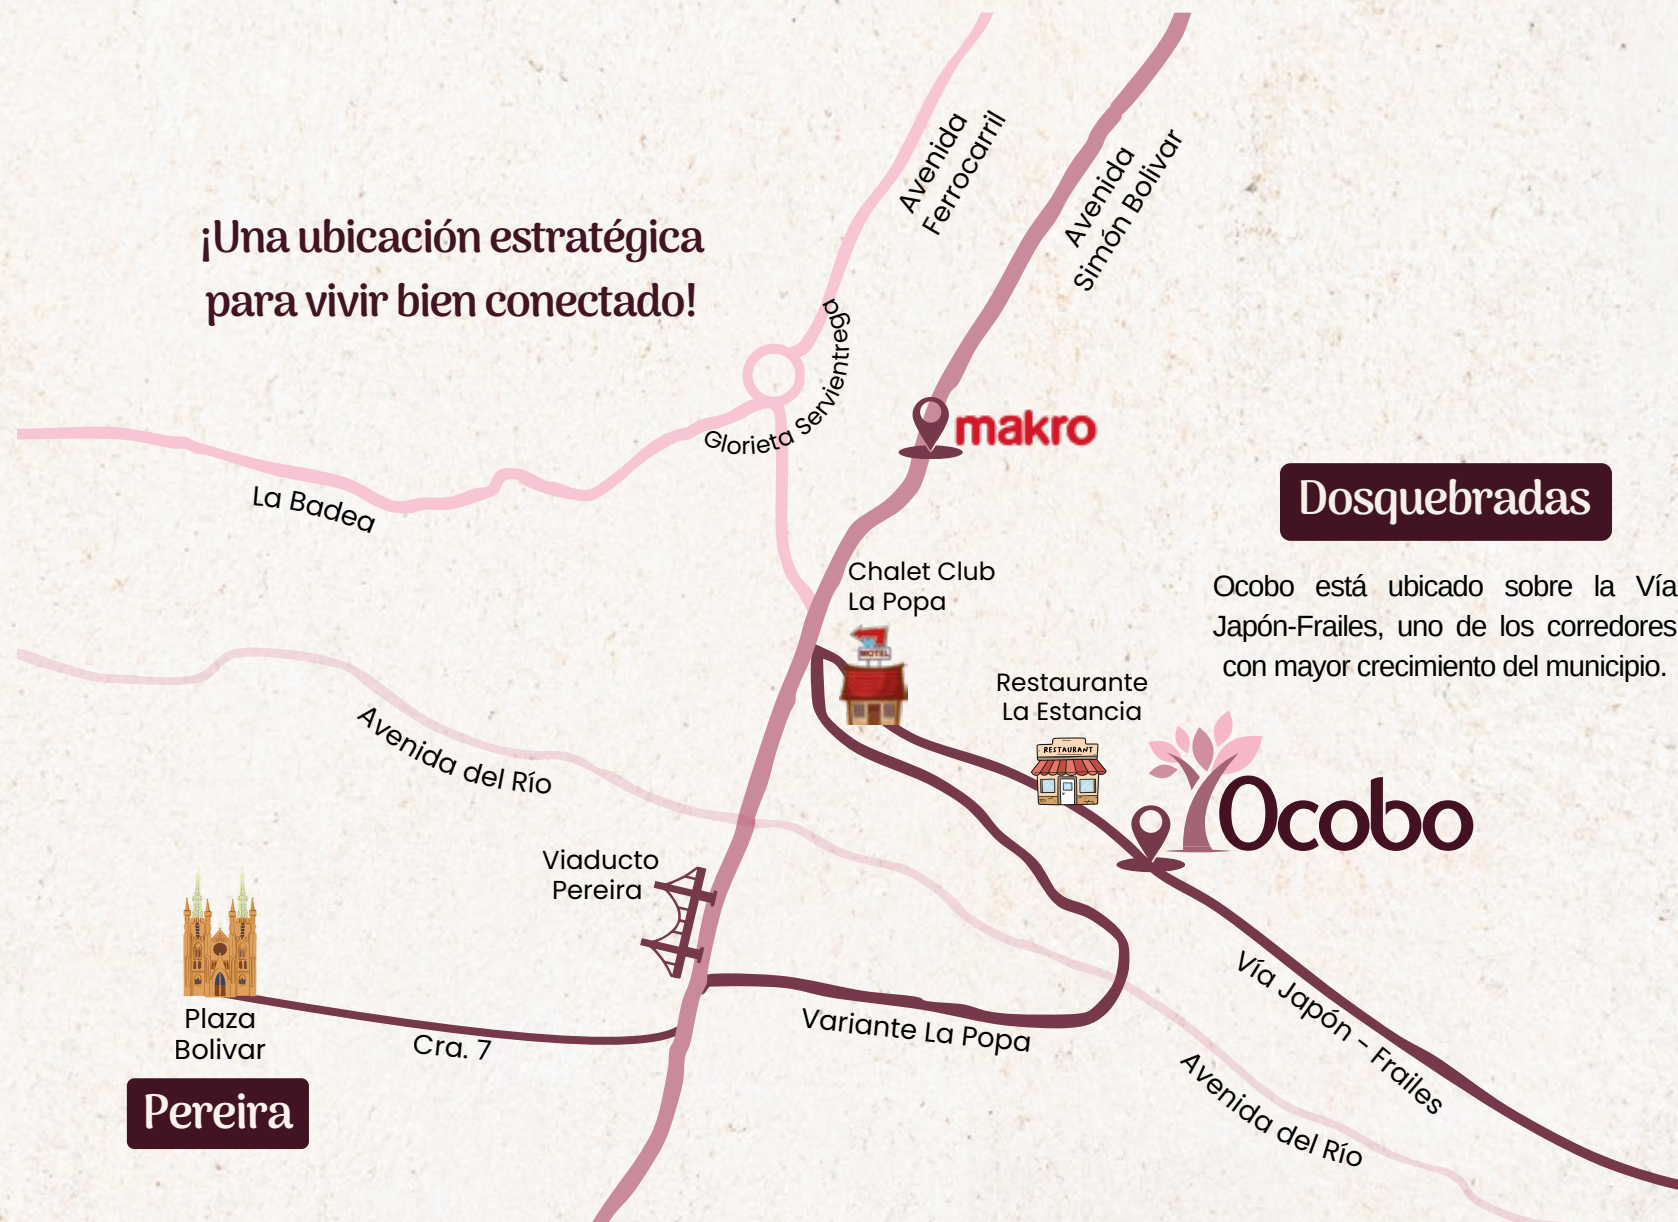 Avenida
Ferrocarril
Avenida
Simón Bolivar
¡Una ubicación estratégica
para vivir bien conectado!
Glorieta Servientrega
makro
La Badea
Dosquebradas
Ocobo está ubicado sobre la Vía
Japón-Frailes, uno de los corredores
con mayor crecimiento del municipio.
Chalet Club
La Popa
MOTEL
Restaurante
La Estancia
RESTAURANT
Avenida del Río
Ocobo
Viaducto
Pereira
Plaza
Bolivar
Cra. 7
Variante La Popa
Vía Japón - Frailes
Avenida del Río
Pereira